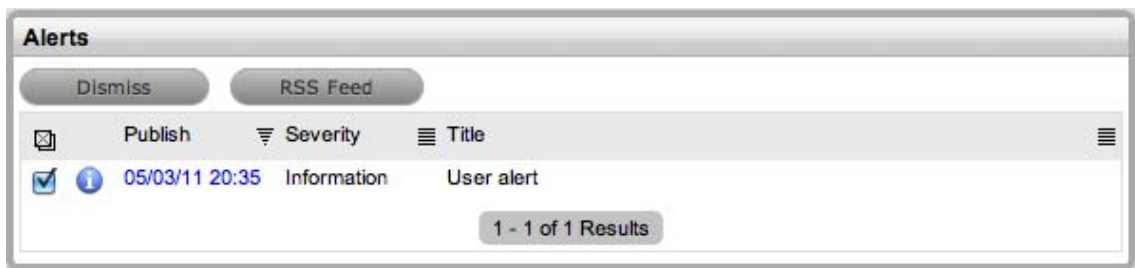 Alerts
Dismiss RSS Feed
Publish Severity Title
05/03/11 20:35 Information User alert
1 - 1 of 1 Results